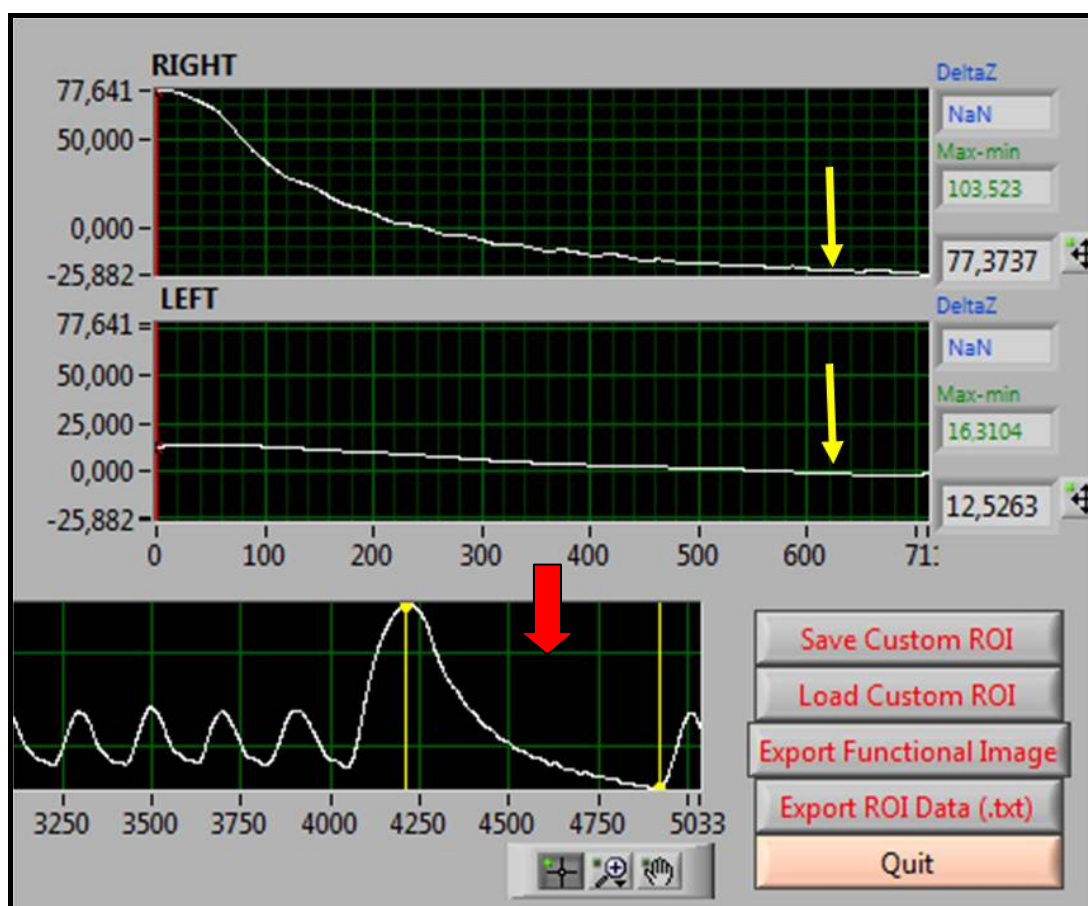 RIGHT
DeltaZ
77,641
NaN
50,000
Max-min
103,523
0,000
77,3737
-25,882
LEFT
DeltaZ
77,641
NaN
50,000
Max-min
25,000
16,3104
0,000
12,5263
-25,882
0 100 200 300 400 500 600 71
Save Custom ROI
Load Custom ROI
Export Functional Image
Export ROI Data (.txt)
3250 3500 3750 4000 4250 4500 4750 5033
Quit